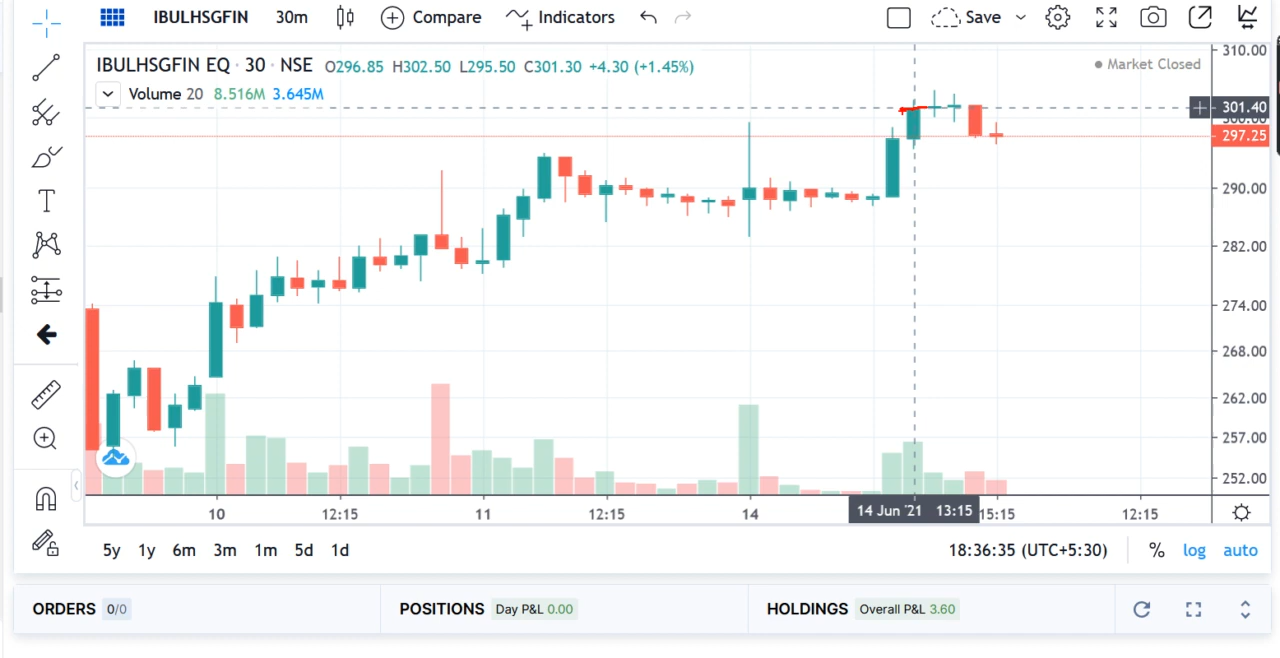 IBULHSGFIN 30m Compare Indicators Save
IBULHSGFIN EQ · 30 · NSE O296.85 H302.50 L295.50 C301.30 +4.30 (+1.45%) Market Closed
Volume 20 8.516M 3.645M
310.00
301.40
297.25
290.00
282.00
274.00
268.00
262.00
257.00
252.00
10 12:15 11 12:15 14 14 Jun '21 13:15 15:15 12:15
5y 1y 6m 3m 1m 5d 1d 18:36:35 (UTC+5:30) % log auto
ORDERS 0/0 POSITIONS Day P&L 0.00 HOLDINGS Overall P&L 3.60